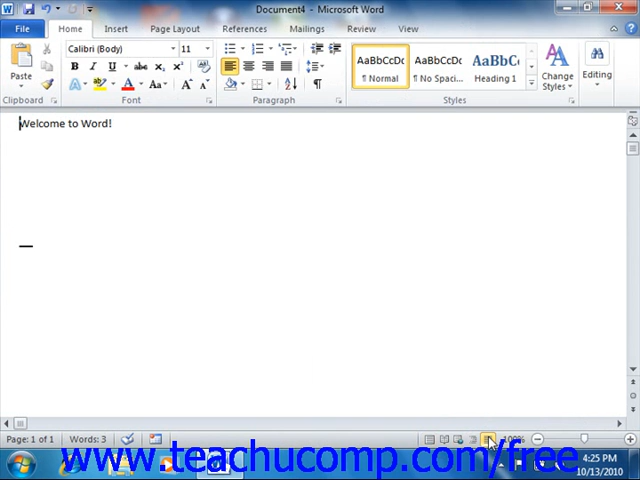 Document4 - Microsoft Word
File Home Insert Page Layout References Mailings Review View
Calibri (Body) 11 AaBbCcDc AaBbCcDc AaBbC
Paste ¶ Normal ¶ No Spaci... Heading 1 Change Styles Editing
Clipboard Font Paragraph Styles
Welcome to Word!
Page: 1 of 1 Words: 3 100%
www.teachucomp.com/free
4:25 PM
10/13/2010